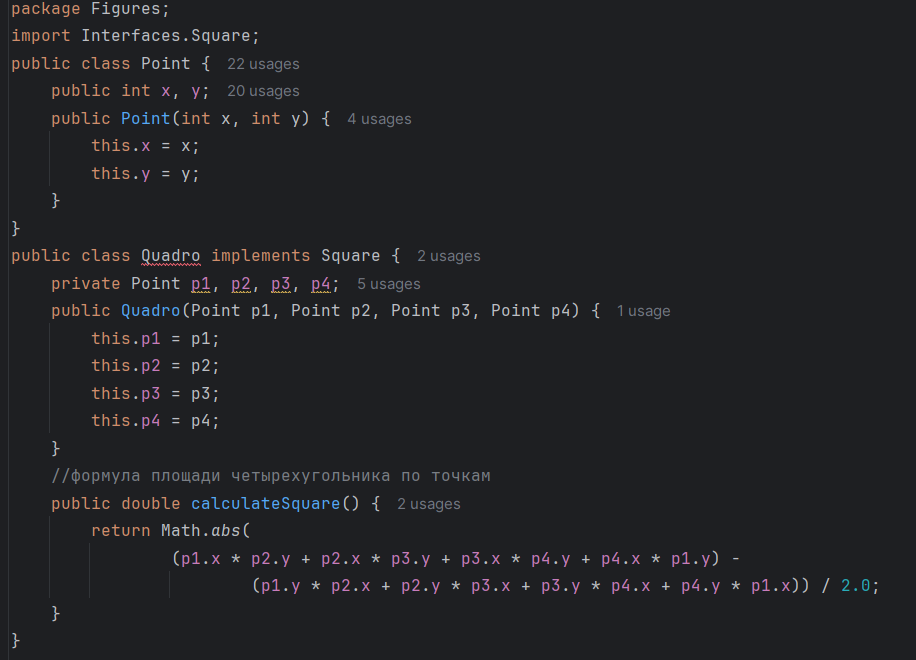 package Figures;
import Interfaces.Square;
public class Point {  22 usages
    public int x, y;  20 usages
    public Point(int x, int y) {  4 usages
        this.x = x;
        this.y = y;
    }
}
public class Quadro implements Square {  2 usages
    private Point p1, p2, p3, p4;  5 usages
    public Quadro(Point p1, Point p2, Point p3, Point p4) {  1 usage
        this.p1 = p1;
        this.p2 = p2;
        this.p3 = p3;
        this.p4 = p4;
    }
    //формула площади четырехугольника по точкам
    public double calculateSquare() {  2 usages
        return Math.abs(
                (p1.x * p2.y + p2.x * p3.y + p3.x * p4.y + p4.x * p1.y) -
                        (p1.y * p2.x + p2.y * p3.x + p3.y * p4.x + p4.y * p1.x)) / 2.0;
    }
}